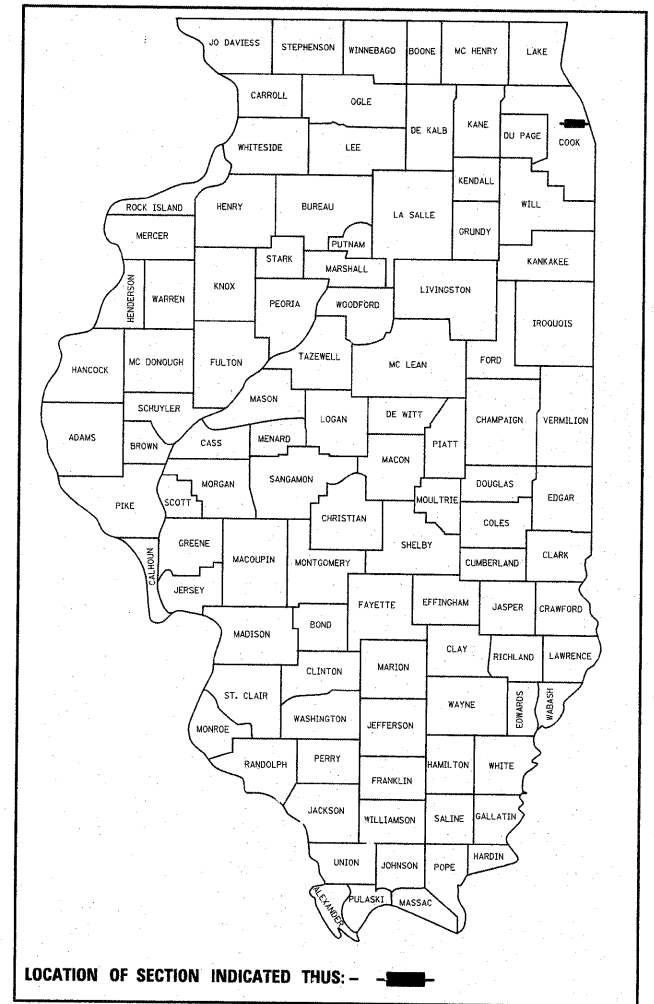 JO DAVIESS STEPHENSON WINNEBAGO BOONE MC HENRY LAKE
CARROLL OGLE DE KALB KANE DU PAGE COOK
WHITESIDE LEE
KENDALL
ROCK ISLAND HENRY BUREAU LA SALLE WILL
MERCER PUTNAM GRUNDY
STARK MARSHALL KANKAKEE
HENDERSON WARREN KNOX PEORIA WOODFORD LIVINGSTON IROQUOIS
HANCOCK MC DONOUGH FULTON TAZEWELL MC LEAN FORD
MASON
SCHUYLER LOGAN DE WITT CHAMPAIGN VERMILION
ADAMS BROWN CASS MENARD MACON PIATT
SANGAMON DOUGLAS
PIKE SCOTT MORGAN MOULTRIE EDGAR
CHRISTIAN COLES
GREENE MACOUPIN SHELBY
CALHOUN MONTGOMERY CUMBERLAND CLARK
JERSEY FAYETTE EFFINGHAM JASPER CRAWFORD
MADISON BOND
CLINTON MARION CLAY RICHLAND LAWRENCE
ST. CLAIR WAYNE EDWARDS WABASH
MONROE WASHINGTON JEFFERSON
RANDOLPH PERRY HAMILTON WHITE
FRANKLIN
JACKSON WILLIAMSON SALINE GALLATIN
UNION JOHNSON POPE HARDIN
ALEXANDER PULASKI MASSAC
LOCATION OF SECTION INDICATED THUS: -